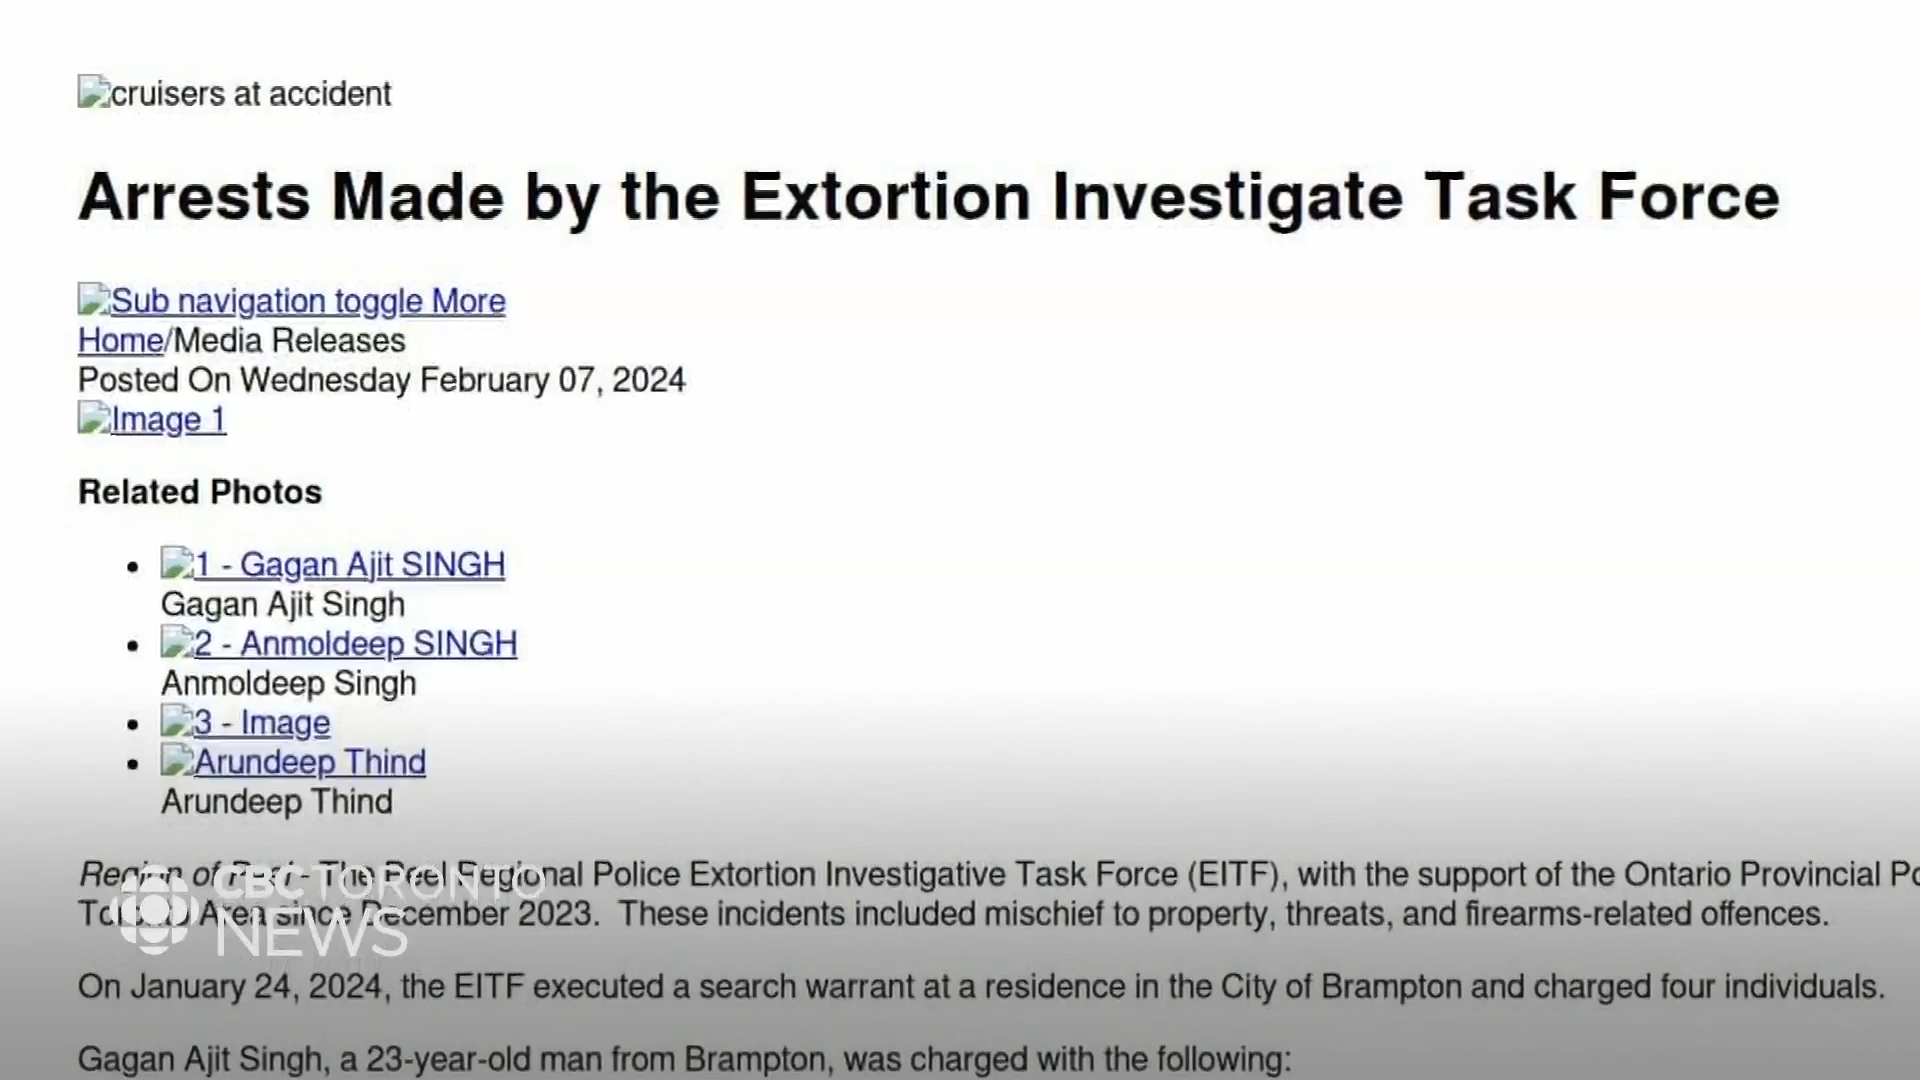 cruisers at accident
Arrests Made by the Extortion Investigate Task Force
Sub navigation toggle More
Home/Media Releases
Posted On Wednesday February 07, 2024
Image 1
Related Photos
1 - Gagan Ajit SINGH
Gagan Ajit Singh
2 - Anmoldeep SINGH
Anmoldeep Singh
3 - Image
Arundeep Thind
Arundeep Thind
Region of Peel - The Peel Regional Police Extortion Investigative Task Force (EITF), with the support of the Ontario Provincial Po
Area since December 2023. These incidents included mischief to property, threats, and firearms-related offences.
CBC TORONTO
NEWS
On January 24, 2024, the EITF executed a search warrant at a residence in the City of Brampton and charged four individuals.
Gagan Ajit Singh, a 23-year-old man from Brampton, was charged with the following: